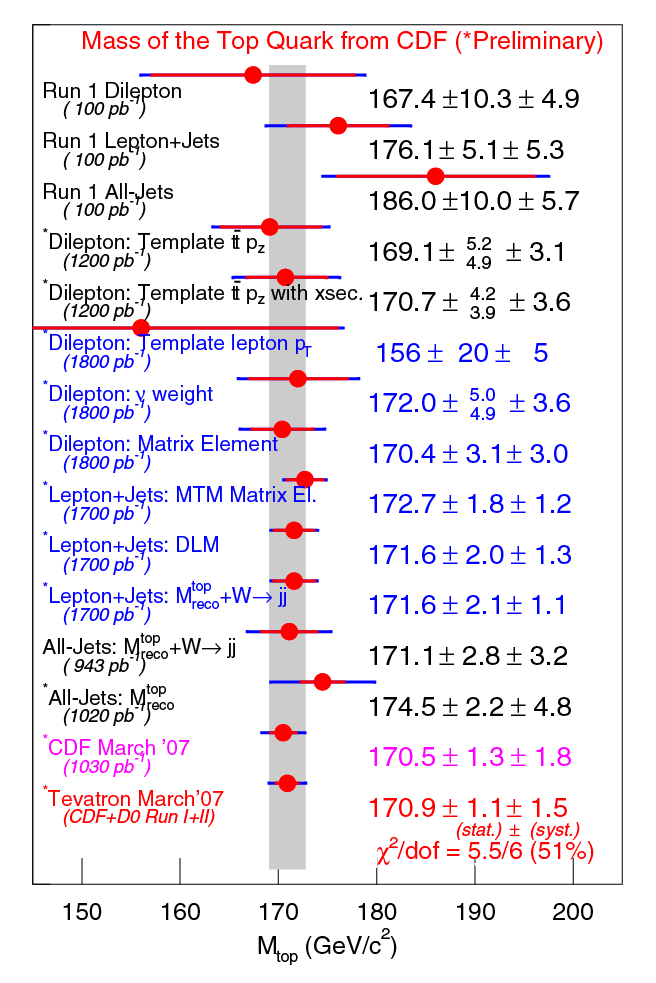 Mass of the Top Quark from CDF (*Preliminary)
Run 1 Dilepton
( 100 pb⁻¹)
167.4 ±10.3 ± 4.9
Run 1 Lepton+Jets
( 100 pb⁻¹)
176.1± 5.1± 5.3
Run 1 All-Jets
( 100 pb⁻¹)
186.0 ±10.0 ± 5.7
*Dilepton: Template tt̄ p_z
(1200 pb⁻¹)
169.1± 5.2 4.9 ± 3.1
*Dilepton: Template tt̄ p_z with xsec.
(1200 pb⁻¹)
170.7± 4.2 3.9 ± 3.6
*Dilepton: Template lepton p_T
(1800 pb⁻¹)
156 ± 20 ± 5
*Dilepton: ν weight
(1800 pb⁻¹)
172.0± 5.0 4.9 ± 3.6
*Dilepton: Matrix Element
(1800 pb⁻¹)
170.4 ± 3.1± 3.0
*Lepton+Jets: MTM Matrix El.
(1700 pb⁻¹)
172.7 ± 1.8 ± 1.2
*Lepton+Jets: DLM
(1700 pb⁻¹)
171.6 ± 2.0 ± 1.3
*Lepton+Jets: M_reco^top+W→ jj
(1700 pb⁻¹)
171.6 ± 2.1± 1.1
All-Jets: M_reco^top+W→ jj
( 943 pb⁻¹)
171.1± 2.8 ± 3.2
*All-Jets: M_reco^top
(1020 pb⁻¹)
174.5 ± 2.2 ± 4.8
*CDF March '07
(1030 pb⁻¹)
170.5 ± 1.3 ± 1.8
*Tevatron March'07
(CDF+D0 Run I+II)
170.9 ± 1.1± 1.5
(stat.) ± (syst.)
χ²/dof = 5.5/6 (51%)
150 160 170 180 190 200
M_top (GeV/c²)